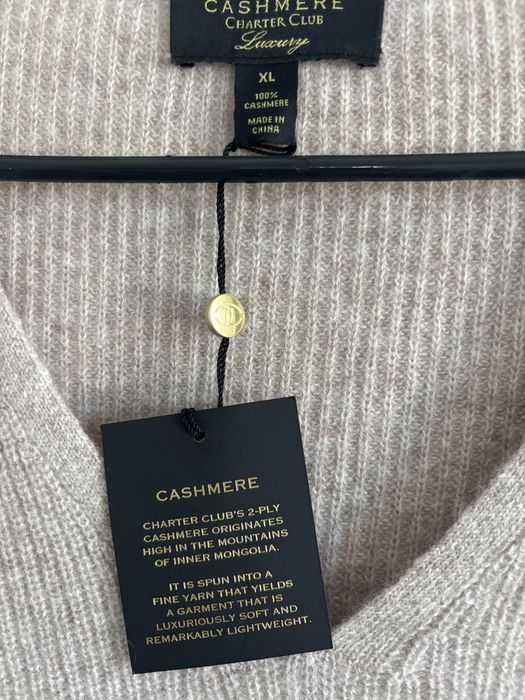 CASHMERE
CHARTER CLUB
Luxury
XL
100%
CASHMERE
MADE IN
CHINA
CASHMERE
CHARTER CLUB'S 2-PLY
CASHMERE ORIGINATES
HIGH IN THE MOUNTAINS
OF INNER MONGOLIA.
IT IS SPUN INTO A
FINE YARN THAT YIELDS
A GARMENT THAT IS
LUXURIOUSLY SOFT AND
REMARKABLY LIGHTWEIGHT.